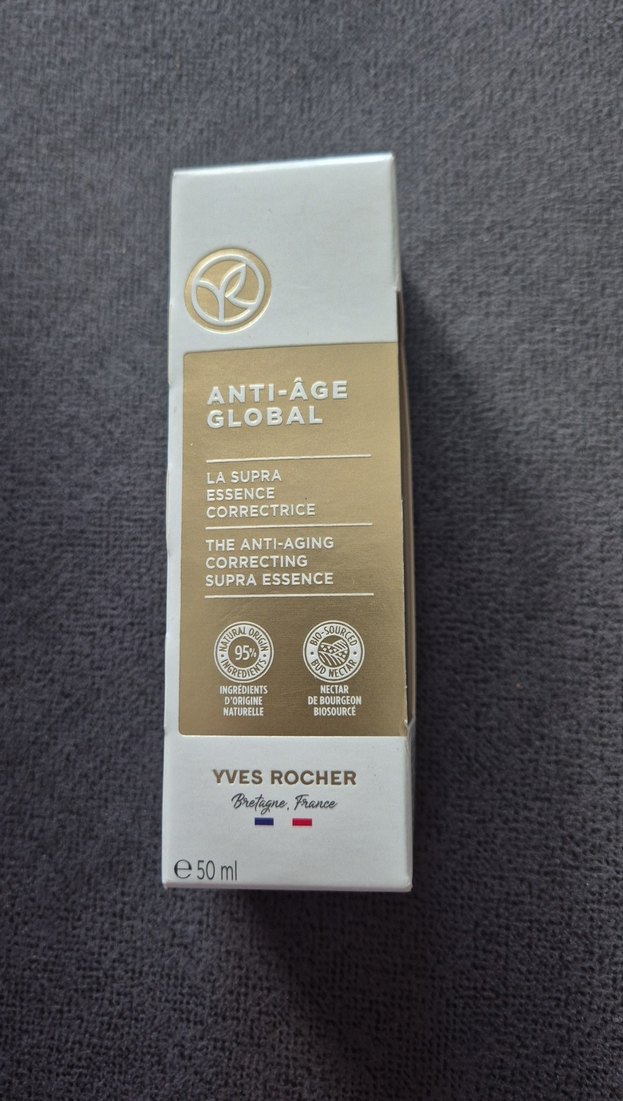 ANTI-ÂGE
GLOBAL
LA SUPRA
ESSENCE
CORRECTRICE
THE ANTI-AGING
CORRECTING
SUPRA ESSENCE
NATURAL ORIGIN
95%
INGREDIENTS
INGRÉDIENTS
D'ORIGINE
NATURELLE
BIO-SOURCED
BUD NECTAR
NECTAR
DE BOURGEON
BIOSOURCÉ
YVES ROCHER
Bretagne, France
℮ 50 ml